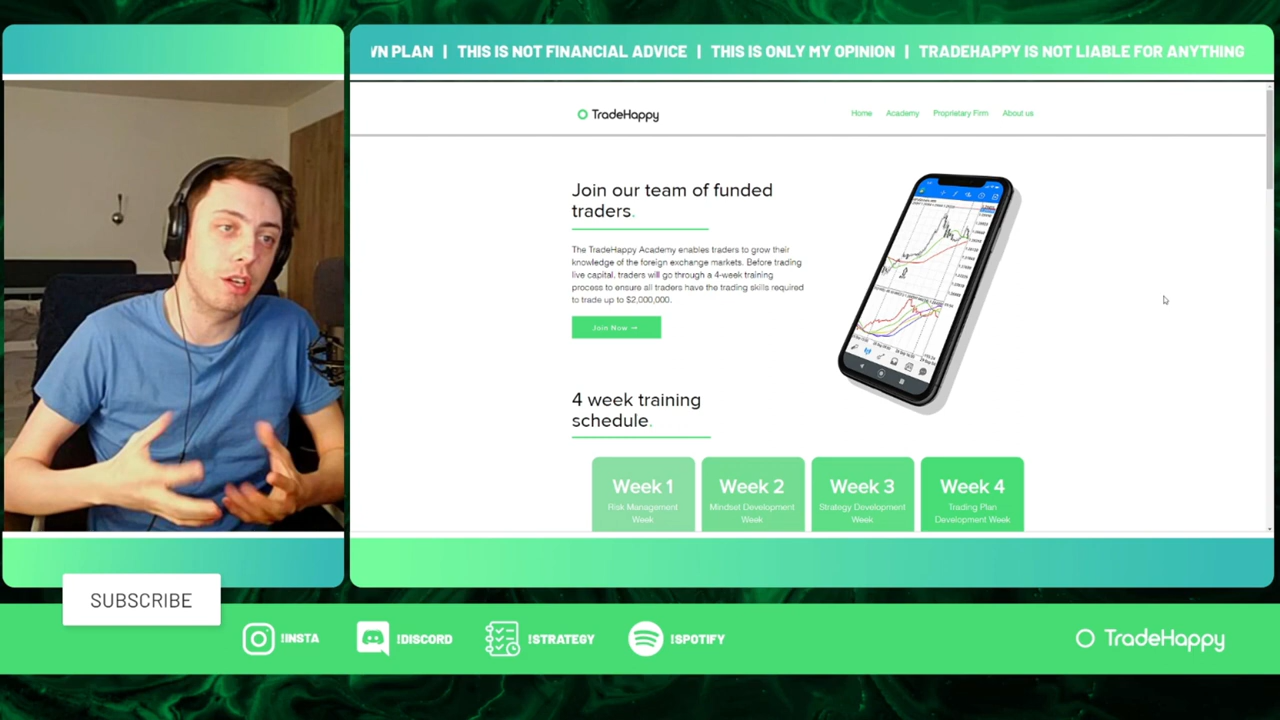 VN PLAN | THIS IS NOT FINANCIAL ADVICE | THIS IS ONLY MY OPINION | TRADEHAPPY IS NOT LIABLE FOR ANYTHING
TradeHappy
Home Academy Proprietary Firm About us
Join our team of funded
traders.
The TradeHappy Academy enables traders to grow their
knowledge of the foreign exchange markets. Before trading
live capital, traders will go through a 4-week training
process to ensure all traders have the trading skills required
to trade up to $2,000,000.
Join Now →
4 week training
schedule.
Week 1
Risk Management
Week
Week 2
Mindset Development
Week
Week 3
Strategy Development
Week
Week 4
Trading Plan
Development Week
SUBSCRIBE
!INSTA
!DISCORD
!STRATEGY
!SPOTIFY
TradeHappy